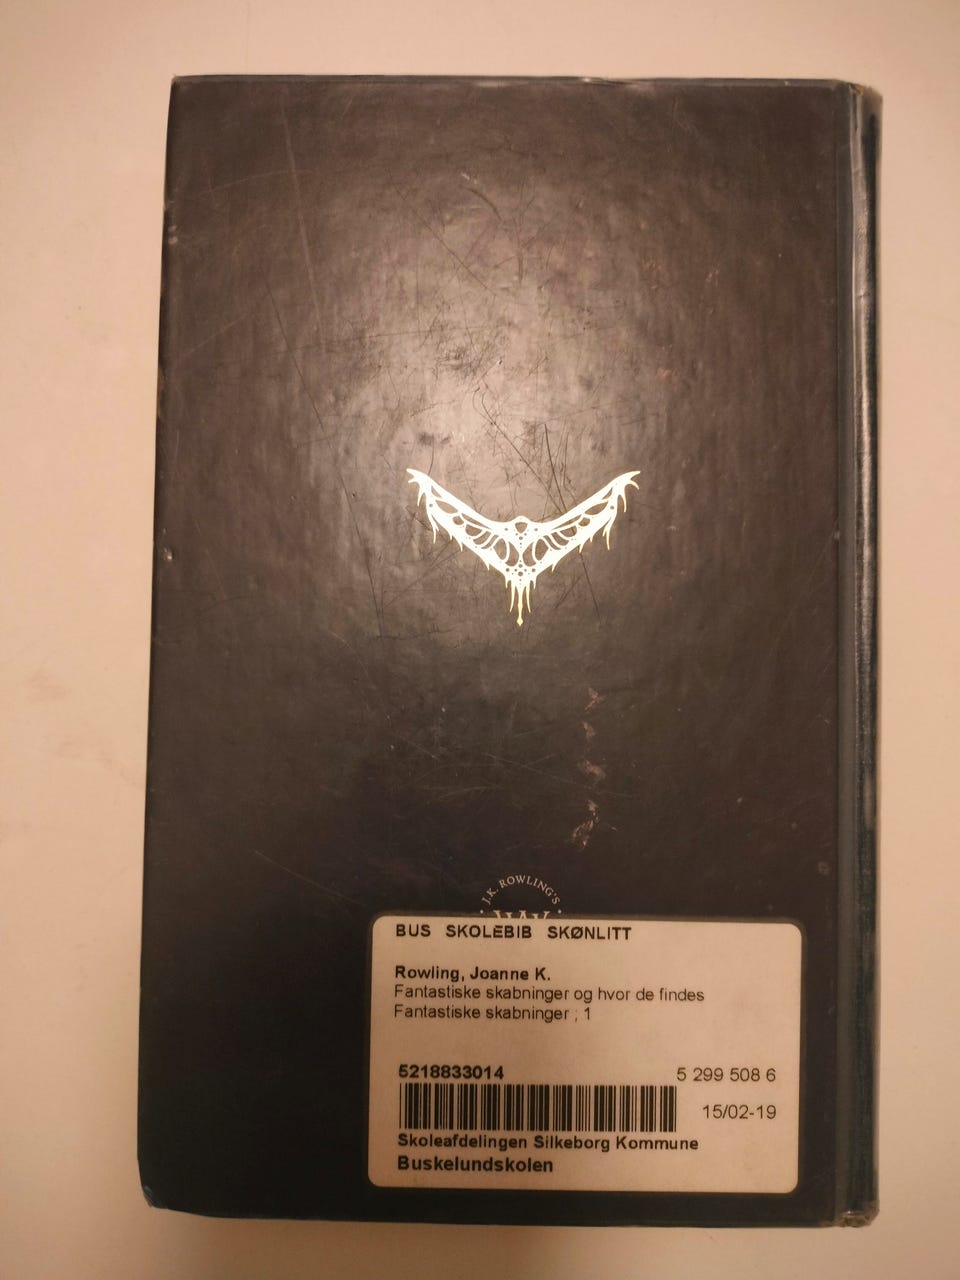 J.K. ROWLING'S
BUS SKOLEBIB SKØNLITT
Rowling, Joanne K.
Fantastiske skabninger og hvor de findes
Fantastiske skabninger ; 1
5218833014 5 299 508 6
15/02-19
Skoleafdelingen Silkeborg Kommune
Buskelundskolen